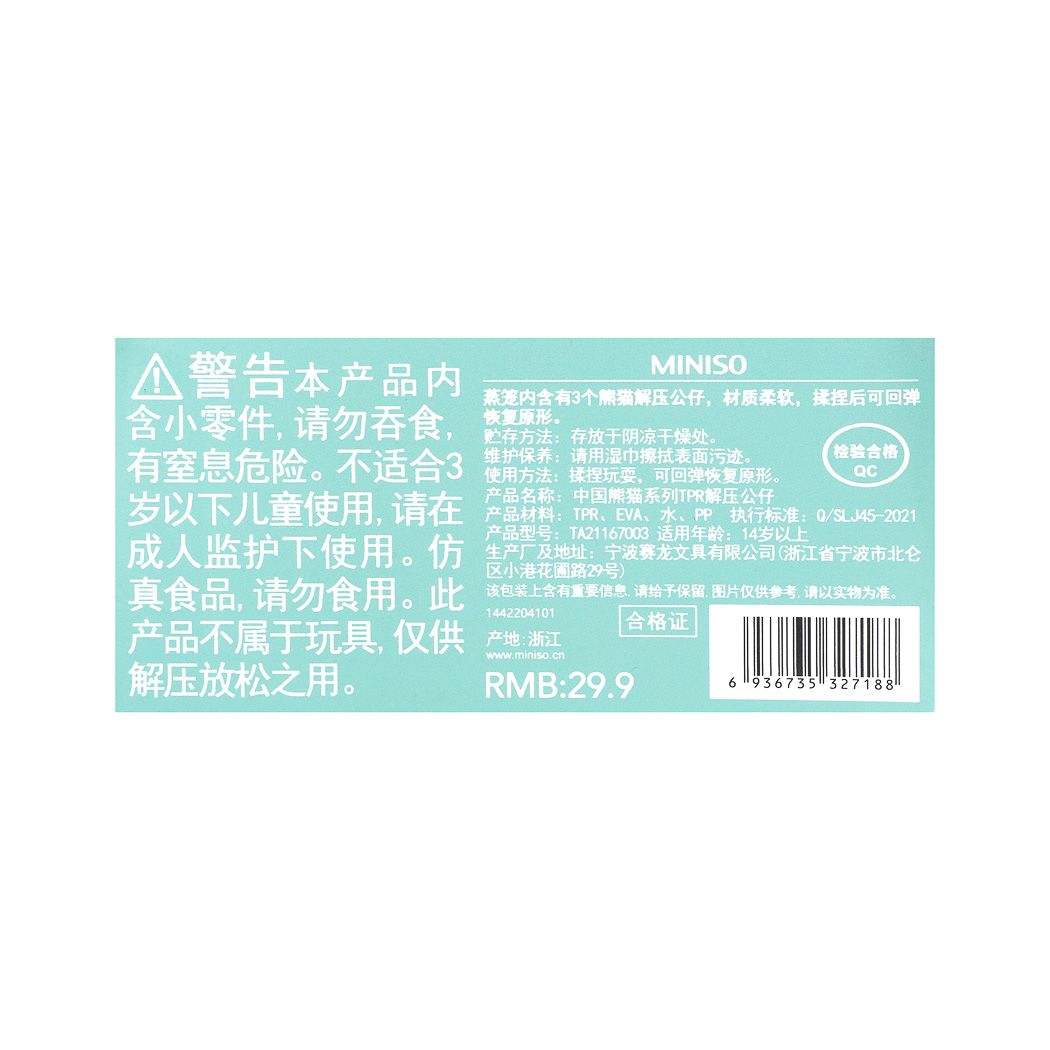 警告本产品内
含小零件,请勿吞食,
有窒息危险。不适合3
岁以下儿童使用,请在
成人监护下使用。仿
真食品,请勿食用。此
产品不属于玩具,仅供
解压放松之用。
MINISO
蒸笼内含有3个熊猫解压公仔，材质柔软，揉捏后可回弹
恢复原形。
贮存方法：存放于阴凉干燥处。
维护保养：请用湿巾擦拭表面污迹。
使用方法：揉捏玩耍，可回弹恢复原形。
检验合格
QC
产品名称：中国熊猫系列TPR解压公仔
产品材料：TPR、EVA、水、PP 执行标准：Q/SLJ45-2021
产品型号：TA21167003 适用年龄：14岁以上
生产厂及地址：宁波赛龙文具有限公司(浙江省宁波市北仑
区小港花圃路29号)
该包装上含有重要信息,请给予保留.图片仅供参考,请以实物为准。
1442204101
产地:浙江
www.miniso.cn
合格证
RMB:29.9
6 936735 327188